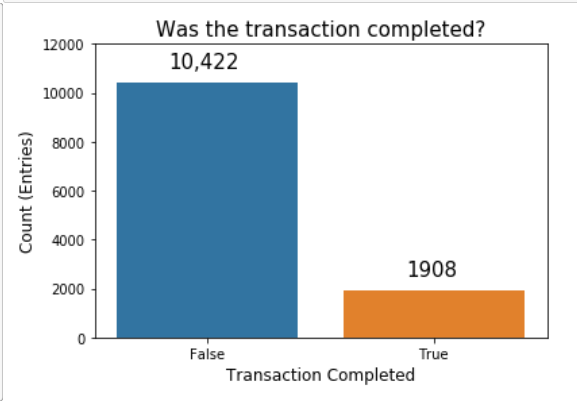 Was the transaction completed?
12000
10,422
10000
8000
6000
4000
1908
2000
0
Count (Entries)
False
True
Transaction Completed